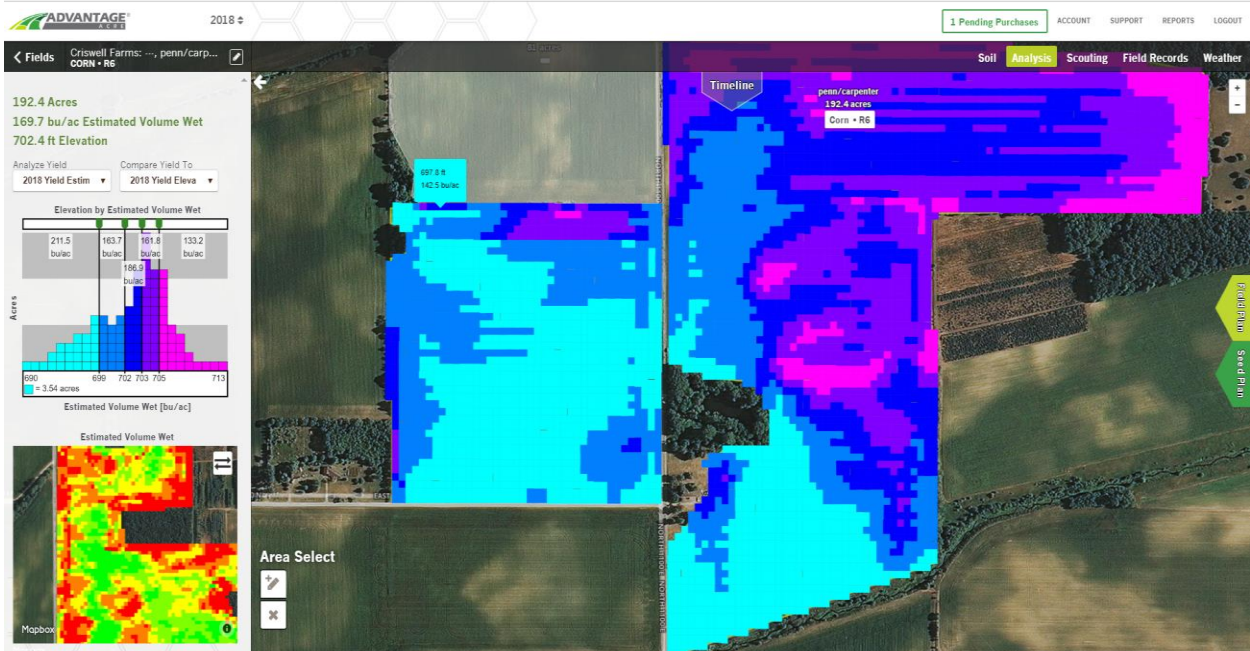 ADVANTAGE®
ACRE
2018
1 Pending Purchases
ACCOUNT
SUPPORT
REPORTS
LOGOUT
Fields
Criswell Farms: ..., penn/carp...
CORN • R6
82 acres
Soil
Analysis
Scouting
Field Records
Weather
192.4 Acres
169.7 bu/ac Estimated Volume Wet
702.4 ft Elevation
Analyze Yield
Compare Yield To
2018 Yield Estim
2018 Yield Eleva
Elevation by Estimated Volume Wet
211.5
bu/ac
163.7
bu/ac
186.9
bu/ac
161.8
bu/ac
133.2
bu/ac
Acres
690
699
702
703
705
713
= 3.54 acres
Estimated Volume Wet [bu/ac]
Estimated Volume Wet
Mapbox
Timeline
penn/carpenter
192.4 acres
Corn • R6
+
-
697.8 ft
142.5 bu/ac
EAST
Area Select
Field Plan
Seed Plan